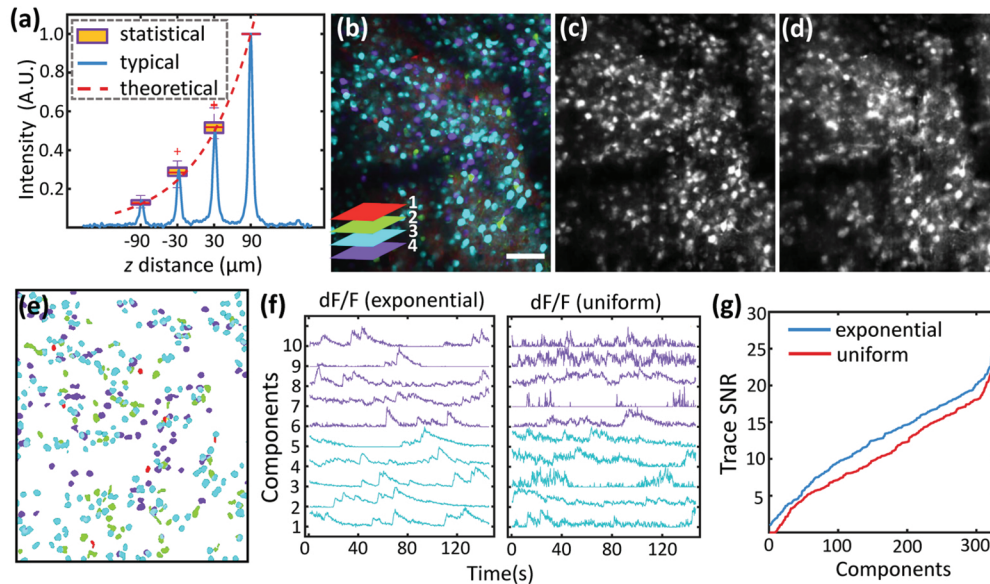 (a)
Intensity (A.U.)
1.0
0.8
0.6
0.4
0.2
statistical
typical
theoretical
-90 -30 30 90
z distance (μm)
(b)
1
2
3
4
(c)
(d)
(e)
(f)
dF/F (exponential) dF/F (uniform)
Components
10
9
8
7
6
5
4
3
2
1
0 40 80 120 0 40 80 120
Time(s)
(g)
Trace SNR
30
25
20
15
10
5
exponential
uniform
0 100 200 300
Components